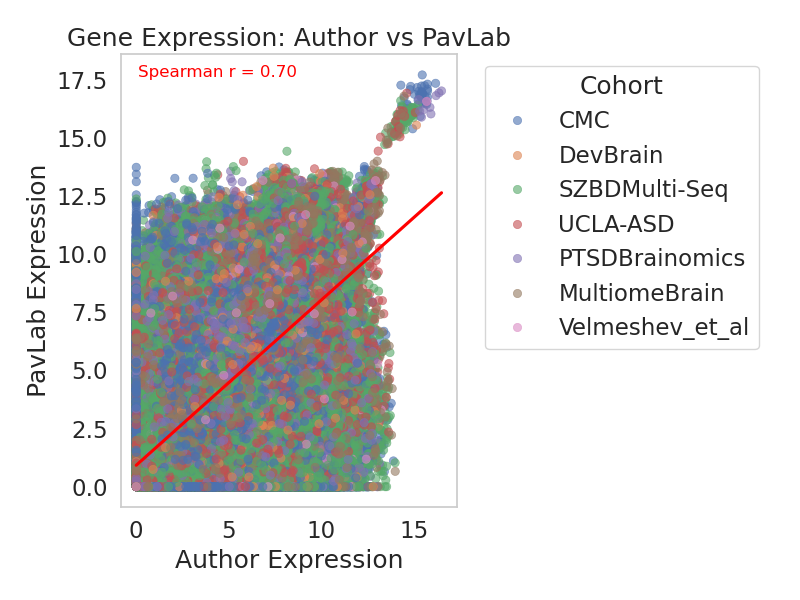 Gene Expression: Author vs PavLab
Spearman r = 0.70
PavLab Expression
17.5
15.0
12.5
10.0
7.5
5.0
2.5
0.0
0 5 10 15
Author Expression
Cohort
CMC
DevBrain
SZBDMulti-Seq
UCLA-ASD
PTSDBrainomics
MultiomeBrain
Velmeshev_et_al